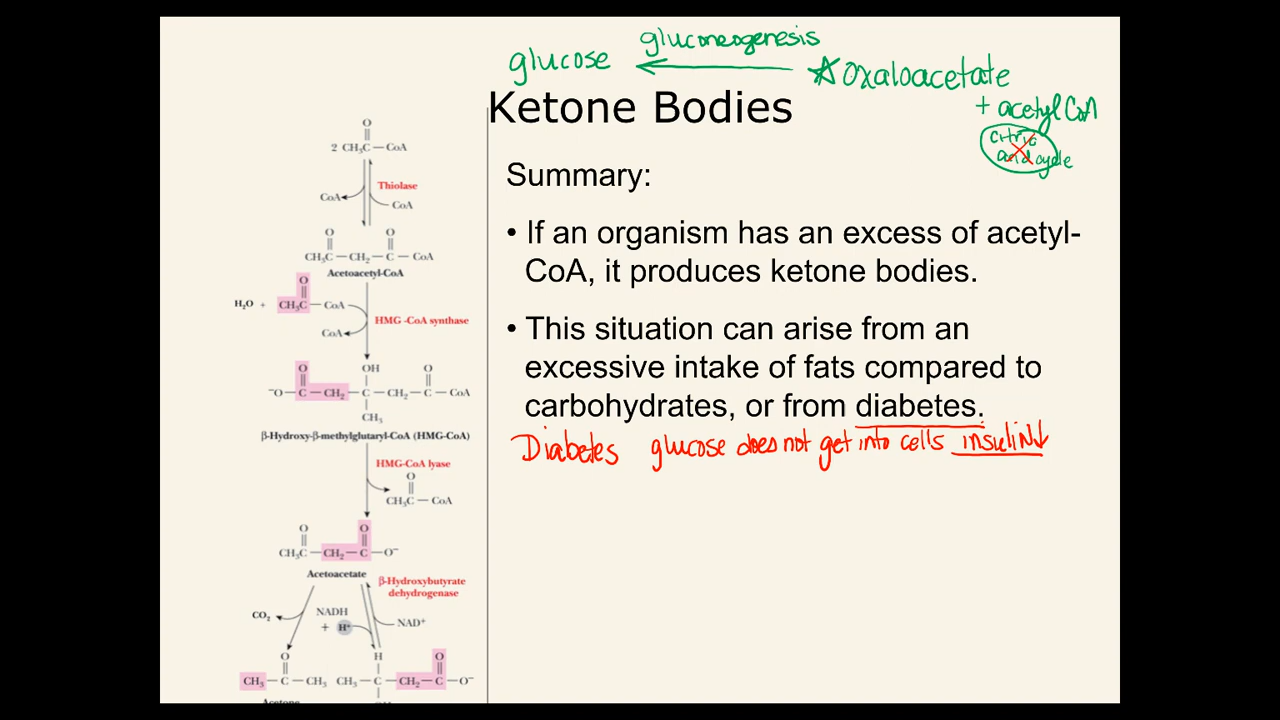 glucose gluconeogenesis ☆oxaloacetate
+ acetyl CoA
citric
acid cycle
Ketone Bodies
Summary:
• If an organism has an excess of acetyl-
CoA, it produces ketone bodies.
• This situation can arise from an
excessive intake of fats compared to
carbohydrates, or from diabetes.
Diabetes glucose does not get into cells insulin↓
O
2 CH₃C—CoA
Thiolase
CoA
CoA
O O
CH₃C—CH₂—C—CoA
Acetoacetyl-CoA
O
H₂O + CH₃C—CoA
HMG-CoA synthase
CoA
O OH O
⁻O—C—CH₂—C—CH₂—C—CoA
CH₃
β-Hydroxy-β-methylglutaryl-CoA (HMG-CoA)
HMG-CoA lyase
O
CH₃C—CoA
O O
CH₃C—CH₂—C—O⁻
Acetoacetate
β-Hydroxybutyrate
dehydrogenase
CO₂
NADH
+ H⁺
NAD⁺
O H O
CH₃—C—CH₃ CH₃—C—CH₂—C—O⁻
Acetone